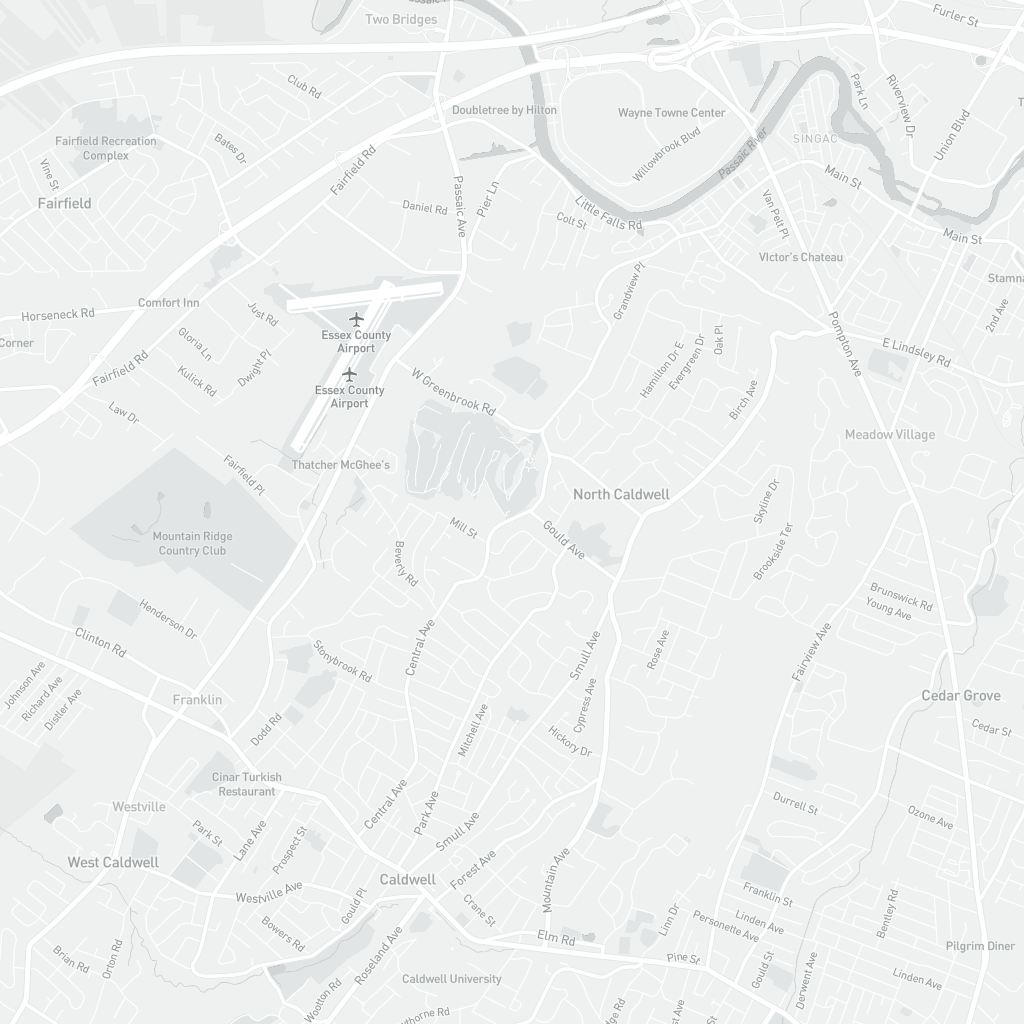 Passaic R
Two Bridges
Furler St
Club Rd
Doubletree by Hilton
Wayne Towne Center
Park Ln
Riverview Dr
Union Blvd
Fairfield Recreation
Complex
Bates Dr
Willowbrook Blvd
Passaic River
SINGAC
Vine St
Fairfield Rd
Main St
Fairfield
Daniel Rd
Passaic Ave
Pier Ln
Colt St
Little Falls Rd
Van Pelt Pl
Main St
VIctor's Chateau
Stamna
Grandview Pl
Comfort Inn
Horseneck Rd
Just Rd
Essex County
Airport
2nd Ave
Corner
Gloria Ln
Hamilton Dr E
Evergreen Dr
Oak Pl
Pompton Ave
E Lindsley Rd
Fairfield Rd
Kulick Rd
Dwight Pl
Essex County
Airport
W Greenbrook Rd
Birch Ave
Law Dr
Meadow Village
Fairfield Pl
Thatcher McGhee's
North Caldwell
Skyline Dr
Mountain Ridge
Country Club
Mill St
Gould Ave
Beverly Rd
Brookside Ter
Henderson Dr
Brunswick Rd
Young Ave
Clinton Rd
Central Ave
Stonybrook Rd
Smull Ave
Rose Ave
Fairview Ave
Johnson Ave
Richard Ave
Distler Ave
Franklin
Cedar Grove
Dodd Rd
Mitchell Ave
Cypress Ave
Hickory Dr
Cedar St
Cinar Turkish
Restaurant
Westville
Central Ave
Park Ave
Durrell St
Ozone Ave
Park St
Lane Ave
Prospect St
Smull Ave
West Caldwell
Caldwell
Forest Ave
Mountain Ave
Westville Ave
Gould Pl
Crane St
Franklin St
Linn Dr
Personette Ave
Linden Ave
Bentley Rd
Bowers Rd
Elm Rd
Pine St
Pilgrim Diner
Brian Rd
Orton Rd
Roseland Ave
Wootton Rd
Caldwell University
Gould St
Derwent Ave
Linden Ave